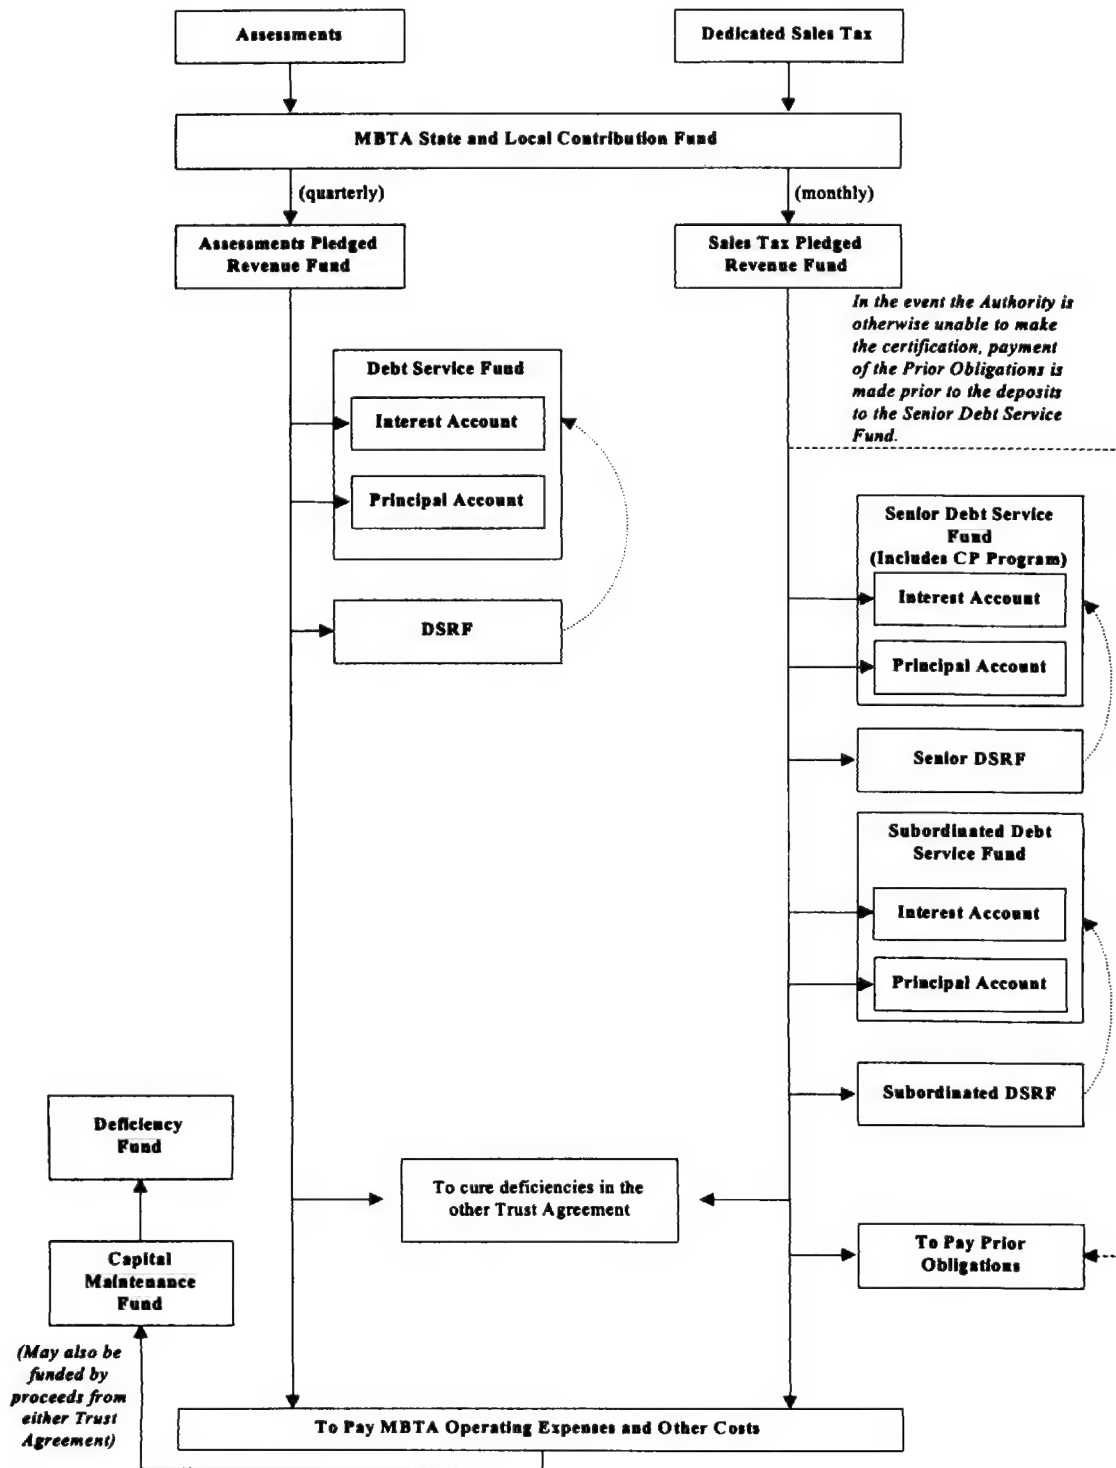 Assessments
Dedicated Sales Tax
MBTA State and Local Contribution Fund
(quarterly)
(monthly)
Assessments Pledged
Revenue Fund
Sales Tax Pledged
Revenue Fund
In the event the Authority is
otherwise unable to make
the certification, payment
of the Prior Obligations is
made prior to the deposits
to the Senior Debt Service
Fund.
Debt Service Fund
Interest Account
Principal Account
DSRF
Senior Debt Service
Fund
(Includes CP Program)
Interest Account
Principal Account
Senior DSRF
Subordinated Debt
Service Fund
Interest Account
Principal Account
Subordinated DSRF
Deficiency
Fund
To cure deficiencies in the
other Trust Agreement
Capital
Maintenance
Fund
To Pay Prior
Obligations
(May also be
funded by
proceeds from
either Trust
Agreement)
To Pay MBTA Operating Expenses and Other Costs